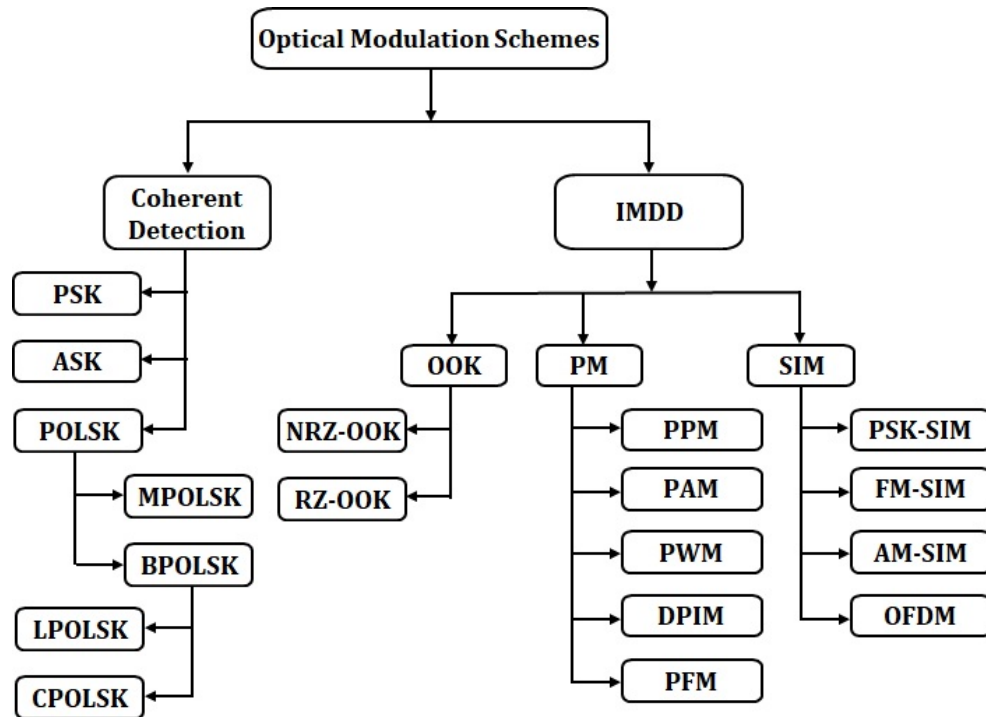 Optical Modulation Schemes
Coherent
Detection
IMDD
PSK
ASK
POLSK
MPOLSK
BPOLSK
LPOLSK
CPOLSK
OOK
NRZ-OOK
RZ-OOK
PM
PPM
PAM
PWM
DPIM
PFM
SIM
PSK-SIM
FM-SIM
AM-SIM
OFDM